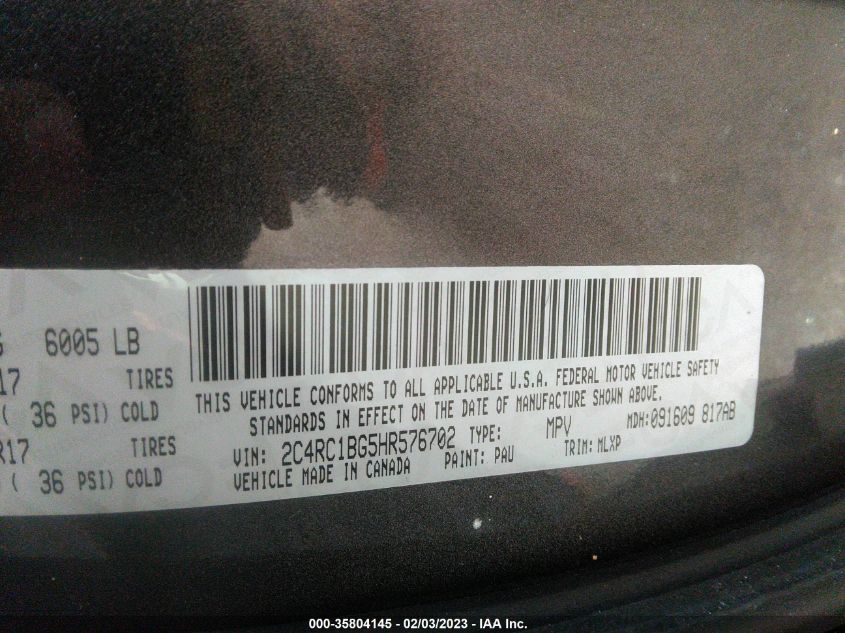 6005 LB
17 TIRES
( 36 PSI) COLD
R17 TIRES
( 36 PSI) COLD
THIS VEHICLE CONFORMS TO ALL APPLICABLE U.S.A. FEDERAL MOTOR VEHICLE SAFETY
STANDARDS IN EFFECT ON THE DATE OF MANUFACTURE SHOWN ABOVE.
MDH: 091609 817AB
VIN: 2C4RC1BG5HR576702 TYPE: MPV
VEHICLE MADE IN CANADA PAINT: PAU TRIM: MLXP
000-35804145 — 02/03/2023 — IAA Inc.